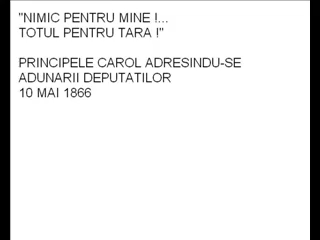 "NIMIC PENTRU MINE !...
TOTUL PENTRU TARA !"
PRINCIPELE CAROL ADRESINDU-SE
ADUNARII DEPUTATILOR
10 MAI 1866